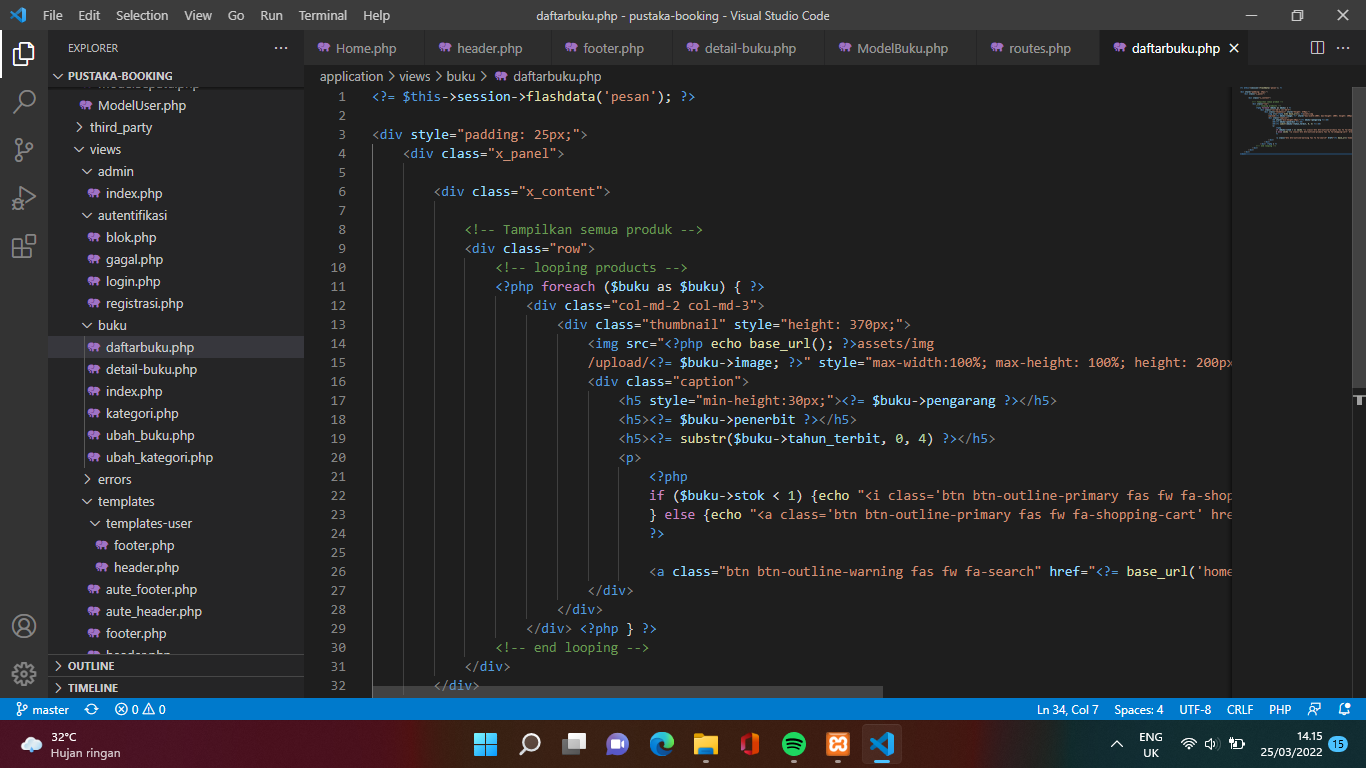 File Edit Selection View Go Run Terminal Help daftarbuku.php - pustaka-booking - Visual Studio Code
EXPLORER
PUSTAKA-BOOKING
ModelUser.php
third_party
views
admin
index.php
autentifikasi
blok.php
gagal.php
login.php
registrasi.php
buku
daftarbuku.php
detail-buku.php
index.php
kategori.php
ubah_buku.php
ubah_kategori.php
errors
templates
templates-user
footer.php
header.php
aute_footer.php
aute_header.php
footer.php
header.php
OUTLINE
TIMELINE
Home.php header.php footer.php detail-buku.php ModelBuku.php routes.php daftarbuku.php
application > views > buku > daftarbuku.php
1 <?= $this->session->flashdata('pesan'); ?>
2
3 <div style="padding: 25px;">
4 <div class="x_panel">
5
6 <div class="x_content">
7
8 <!-- Tampilkan semua produk -->
9 <div class="row">
10 <!-- looping products -->
11 <?php foreach ($buku as $buku) { ?>
12 <div class="col-md-2 col-md-3">
13 <div class="thumbnail" style="height: 370px;">
14 <img src="<?php echo base_url(); ?>assets/img
15 /upload/<?= $buku->image; ?>" style="max-width:100%; max-height: 100%; height: 200px
16 <div class="caption">
17 <h5 style="min-height:30px;"><?= $buku->pengarang ?></h5>
18 <h5><?= $buku->penerbit ?></h5>
19 <h5><?= substr($buku->tahun_terbit, 0, 4) ?></h5>
20 <p>
21 <?php
22 if ($buku->stok < 1) {echo "<i class='btn btn-outline-primary fas fw fa-shop
23 } else {echo "<a class='btn btn-outline-primary fas fw fa-shopping-cart' hre
24 ?>
25
26 <a class="btn btn-outline-warning fas fw fa-search" href="<?= base_url('home
27 </div>
28 </div>
29 </div> <?php } ?>
30 <!-- end looping -->
31 </div>
32 </div>
master 0 0 Ln 34, Col 7 Spaces: 4 UTF-8 CRLF PHP
32°C
Hujan ringan
ENG
UK
14.15
25/03/2022
15